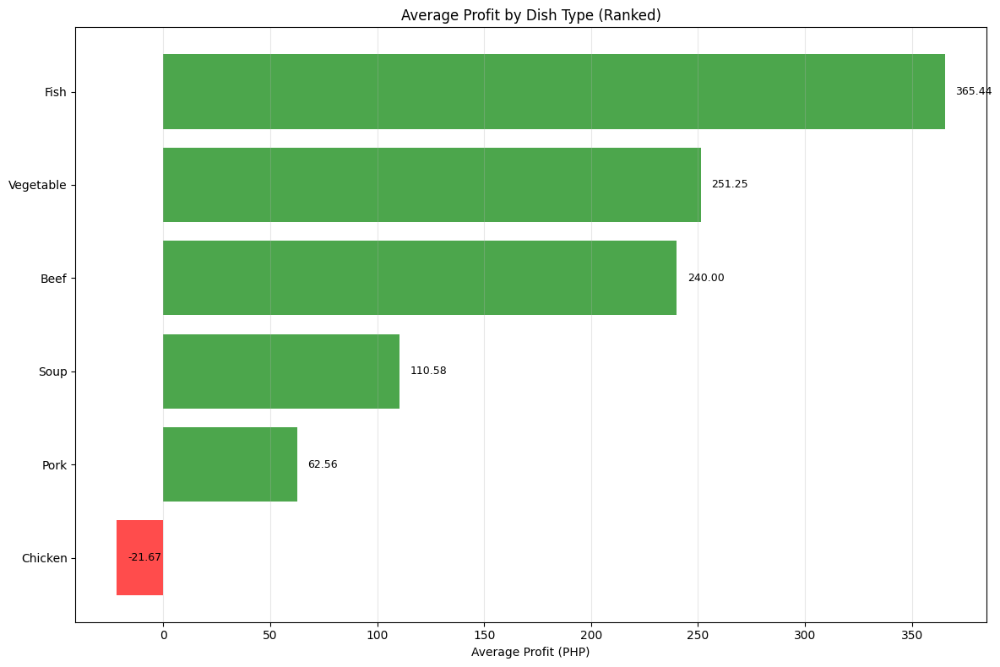 Average Profit by Dish Type (Ranked)
Fish
365.44
Vegetable
251.25
Beef
240.00
Soup
110.58
Pork
62.56
Chicken
-21.67
0 50 100 150 200 250 300 350
Average Profit (PHP)